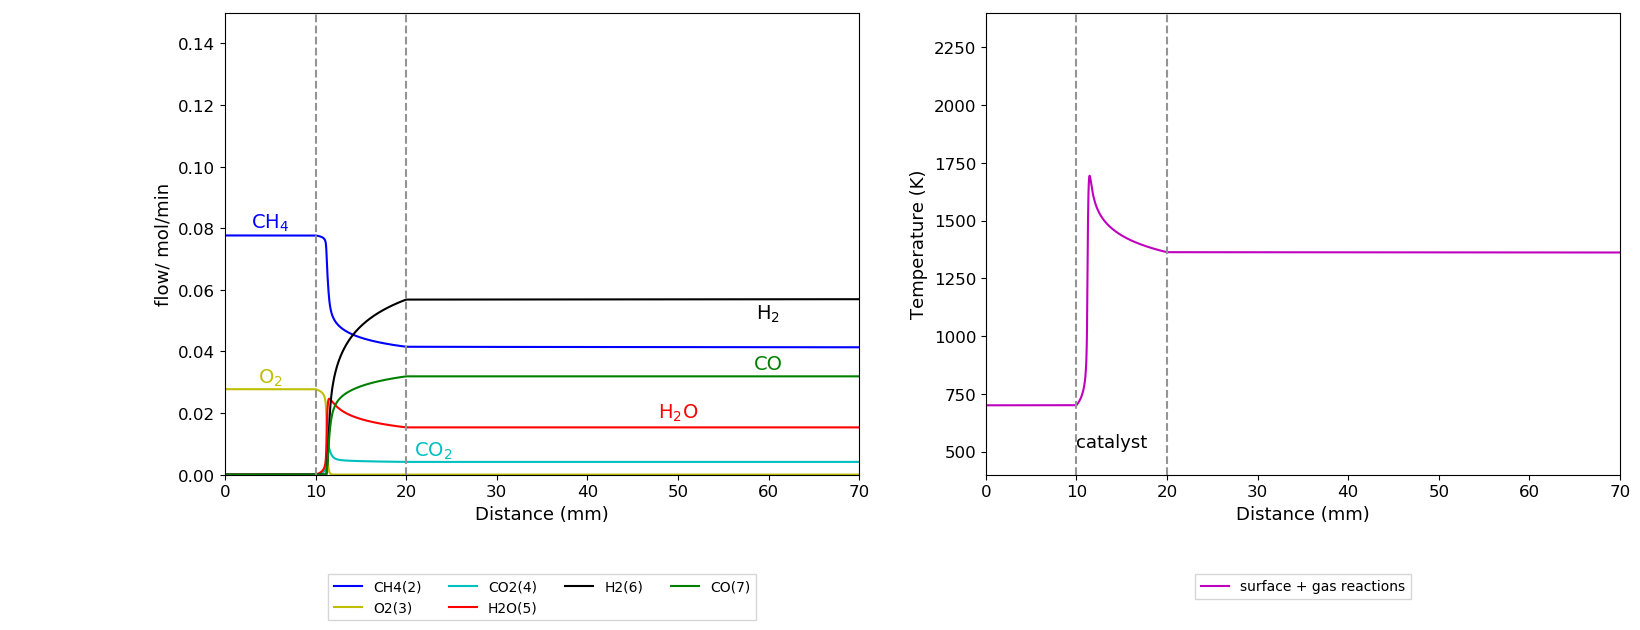 0.14
0.12
0.10
0.08
0.06
0.04
0.02
0.00
flow/ mol/min
CH₄
O₂
H₂
CO
H₂O
CO₂
0 10 20 30 40 50 60 70
Distance (mm)
CH4(2) CO2(4) H2(6) CO(7)
O2(3) H2O(5)
2250
2000
1750
1500
1250
1000
750
500
Temperature (K)
catalyst
0 10 20 30 40 50 60 70
Distance (mm)
surface + gas reactions